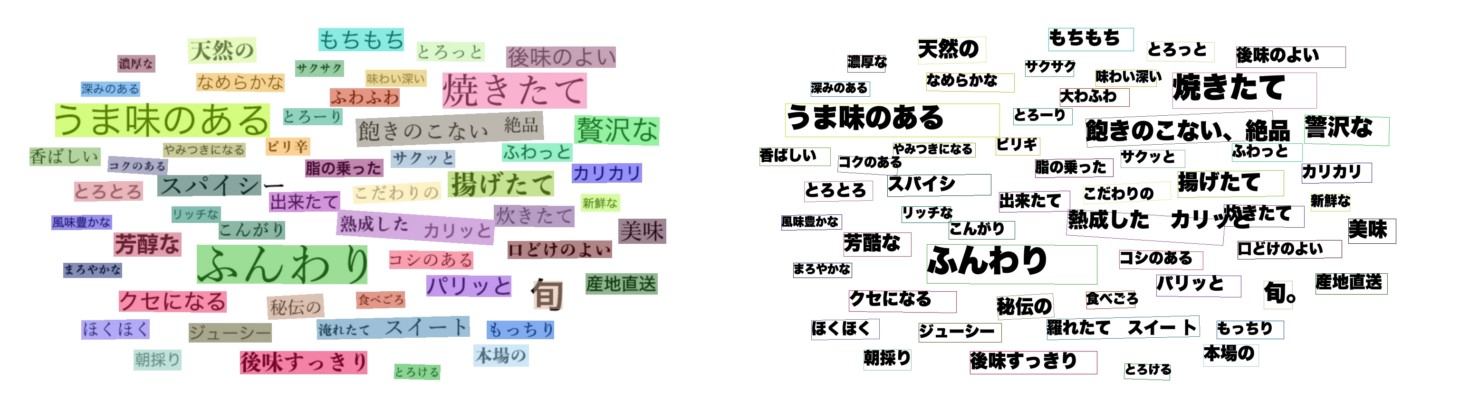 もちもち
天然の
とろっと
後味のよい
濃厚な
サクサク
なめらかな
味わい深い
焼きたて
深みのある
ふわふわ
うま味のある
とろーり
飽きのこない
絶品
贅沢な
香ばしい
やみつきになる
ピリ辛
コクのある
サクッと
ふわっと
脂の乗った
カリカリ
とろとろ
スパイシー
こだわりの
揚げたて
出来たて
新鮮な
風味豊かな
リッチな
こんがり
熟成した
カリッと
炊きたて
美味
芳醇な
口どけのよい
まろやかな
ふんわり
コシのある
パリッと
旬
産地直送
クセになる
秘伝の
食べごろ
ほくほく
ジューシー
淹れたて
スイート
もっちり
朝採り
後味すっきり
本場の
とろける
もちもち
天然の
とろっと
後味のよい
濃厚な
サクサク
なめらかな
味わい深い
焼きたて
深みのある
大わふわ
うま味のある
とろーり
飽きのこない、絶品
贅沢な
香ばしい
やみつきになる
ピリギ
コクのある
サクッと
ふわっと
脂の乗った
カリカリ
とろとろ
スパイシ
こだわりの
揚げたて
出来たて
新鮮な
風味豊かな
リッチな
こんがり
熟成した　カリッと
炊きたて
美味
芳酷な
口どけのよい
まろやかな
ふんわり
コシのある
パリッと
旬。
産地直送
クセになる
秘伝の
食べごろ
ほくほく
ジューシー
羅れたて　スイート
もっちり
朝採り
後味すっきり
本場の
とろける